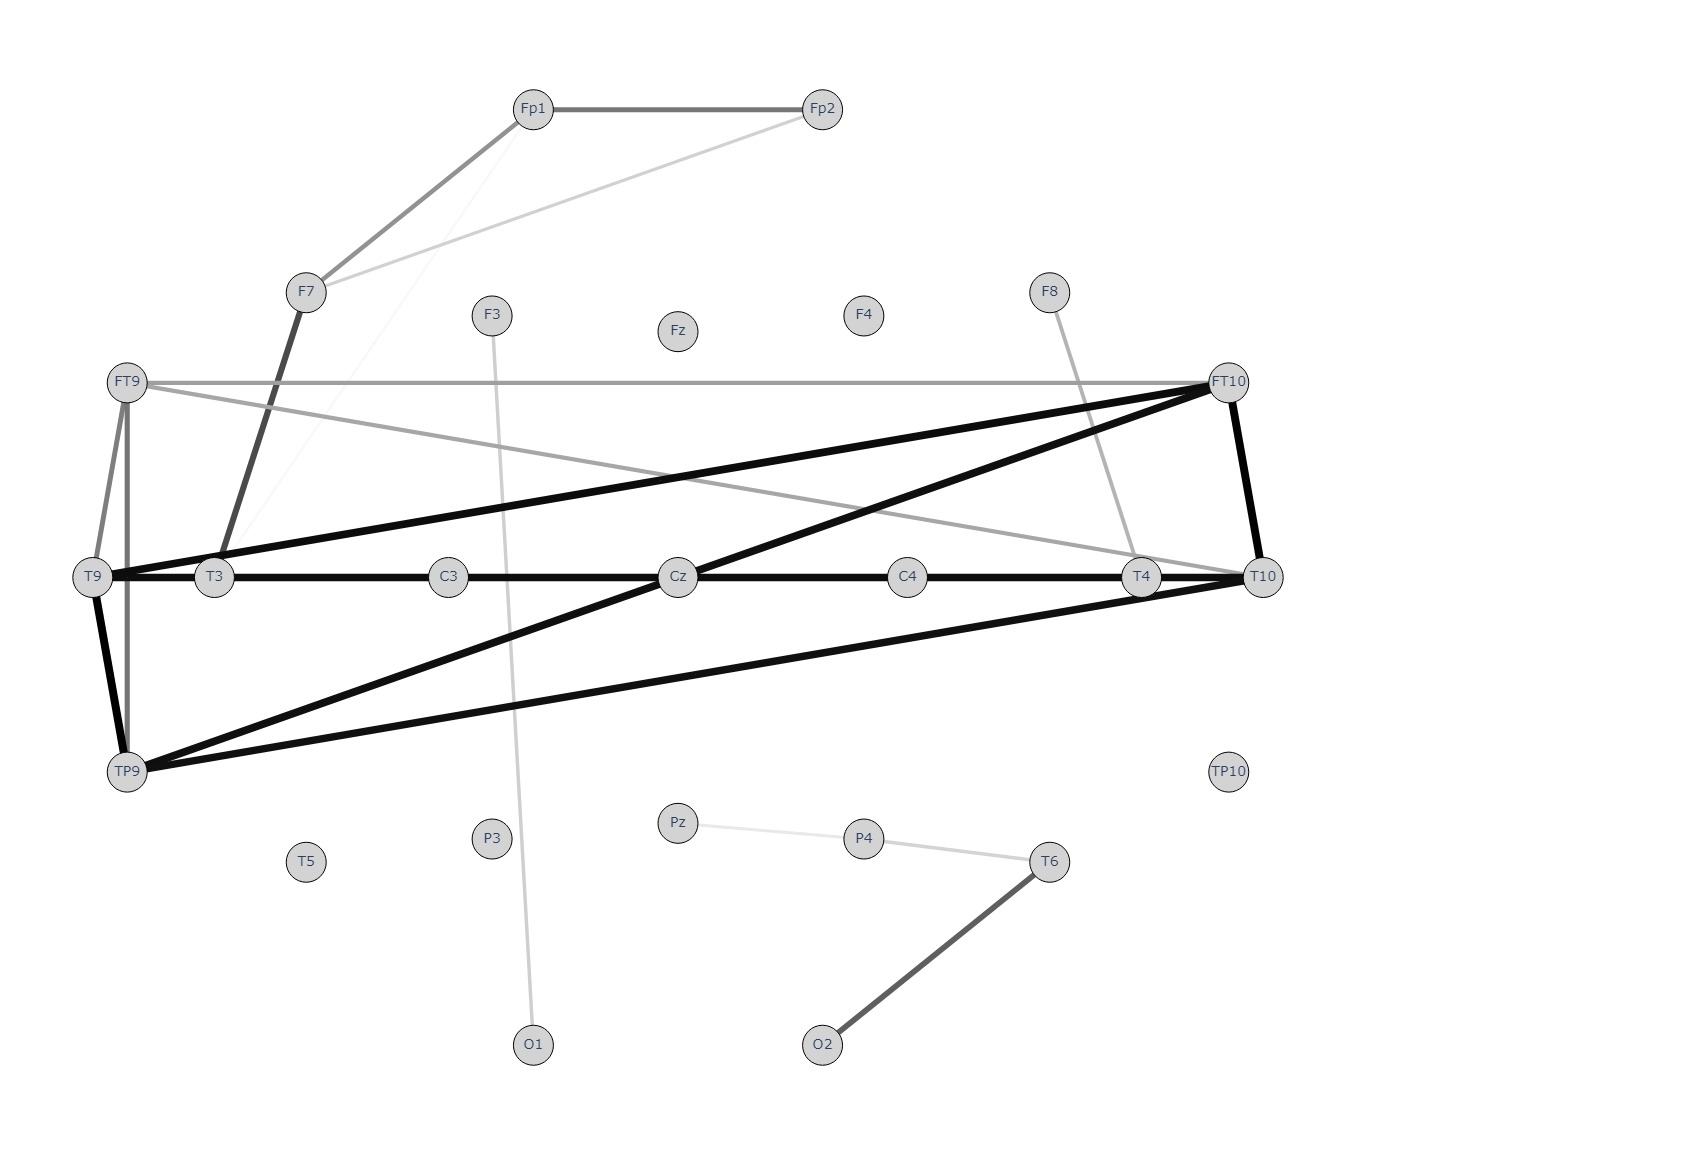 Fp1 Fp2
F7 F3 Fz F4 F8
FT9 FT10
T9 T3 C3 Cz C4 T4 T10
TP9 TP10
T5 P3 Pz P4 T6
O1 O2